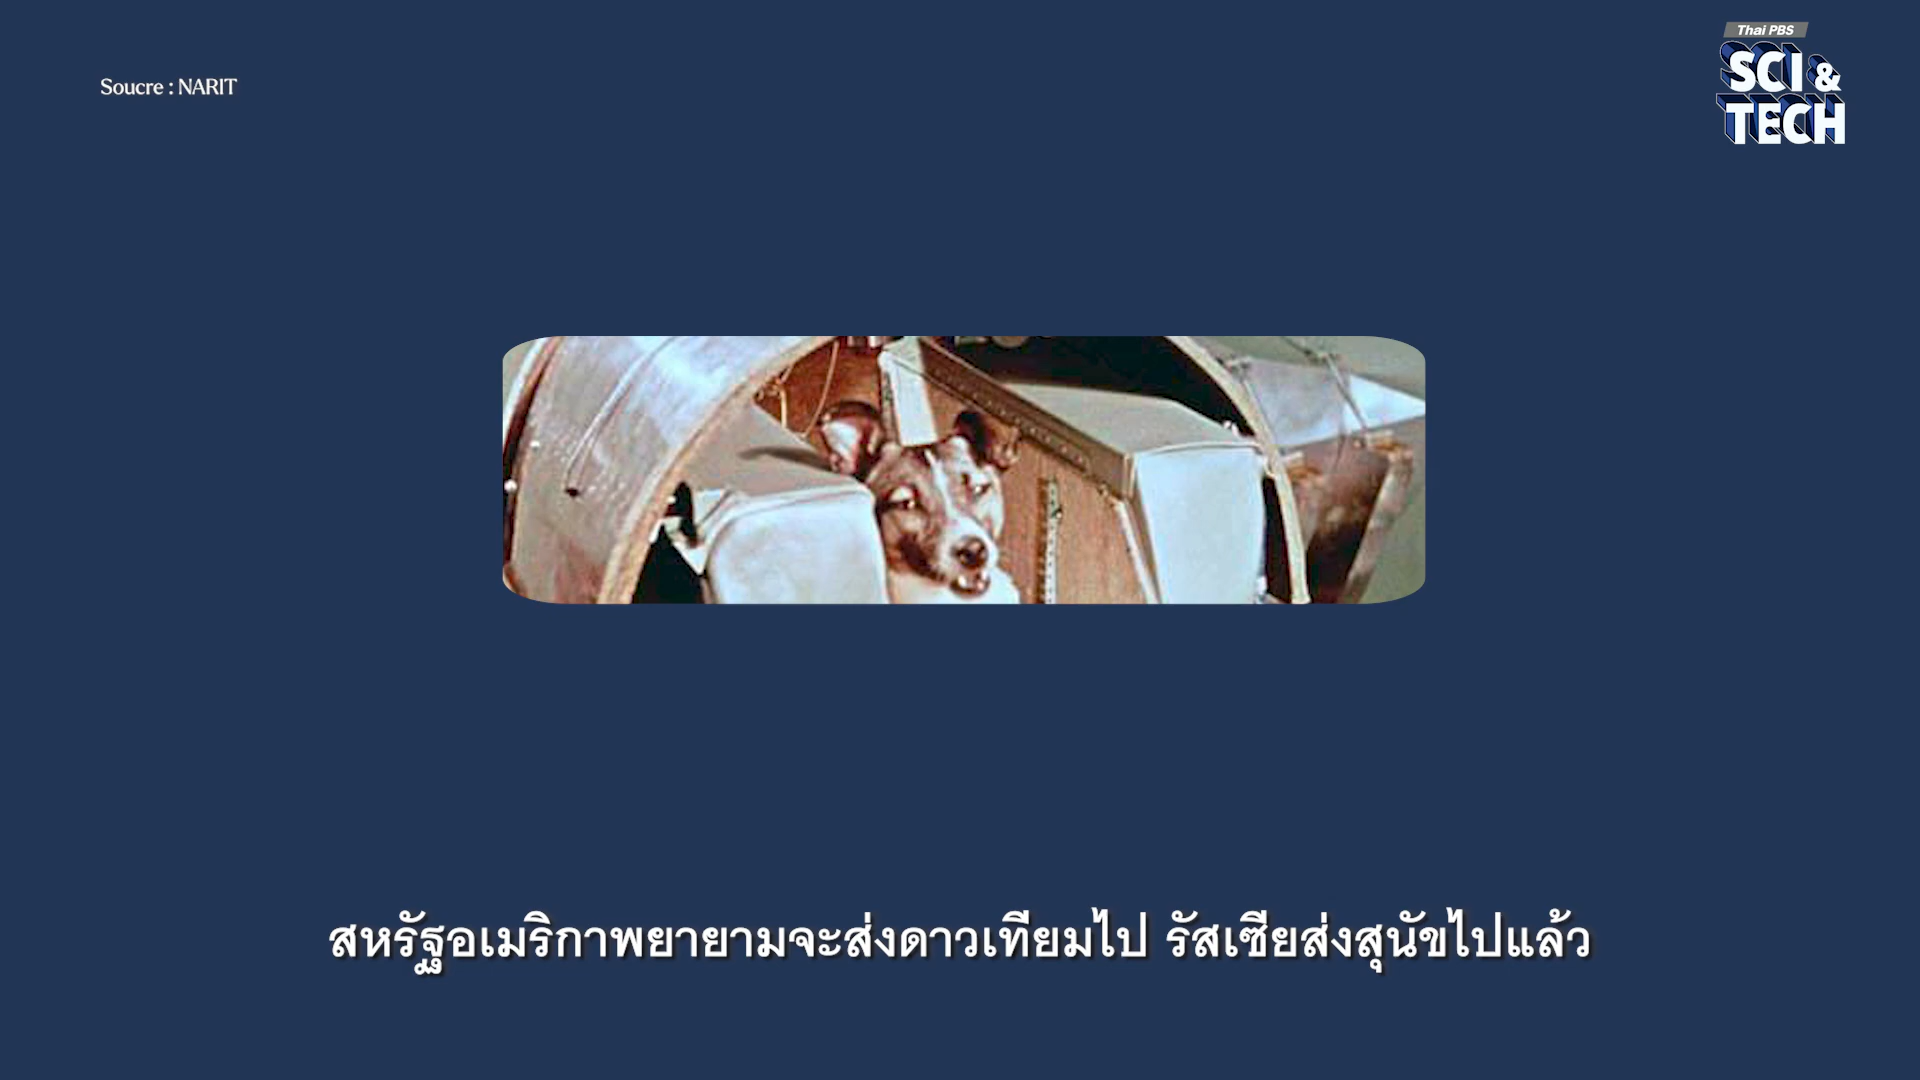 Thai PBS
SCI &
TECH
Soucre : NARIT
สหรัฐอเมริกาพยายามจะส่งดาวเทียมไป รัสเซียส่งสุนัขไปแล้ว